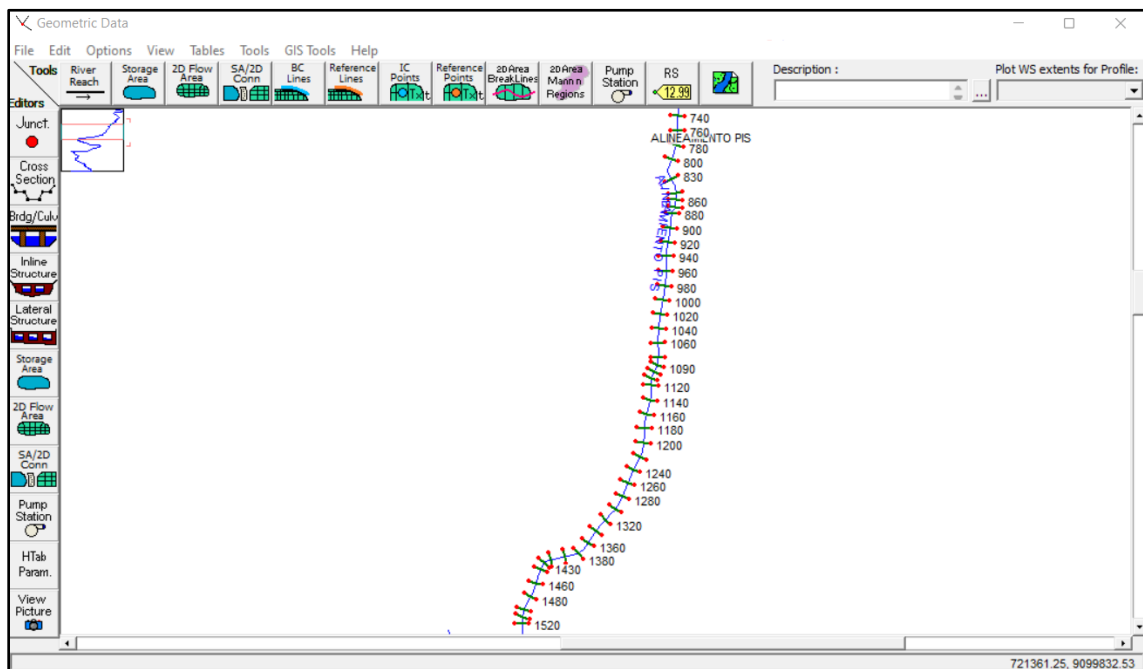 Geometric Data
File Edit Options View Tables Tools GIS Tools Help
Tools
Editors
River Reach
Storage Area
2D Flow Area
SA/2D Conn
BC Lines
Reference Lines
IC Points
Reference Points
2D Area BreakLines
2D Area Mann n Regions
Pump Station
RS
12.99
Description :
...
Plot WS extents for Profile:
Junct.
Cross Section
Brdg/Culv
Inline Structure
Lateral Structure
Storage Area
2D Flow Area
SA/2D Conn
Pump Station
HTab Param.
View Picture
740
760
ALINEAMIENTO PIS
780
800
830
860
880
900
920
940
960
980
1000
1020
1040
1060
1090
1120
1140
1160
1180
1200
1240
1260
1280
1320
1360
1380
1430
1460
1480
1520
721361.25, 9099832.53